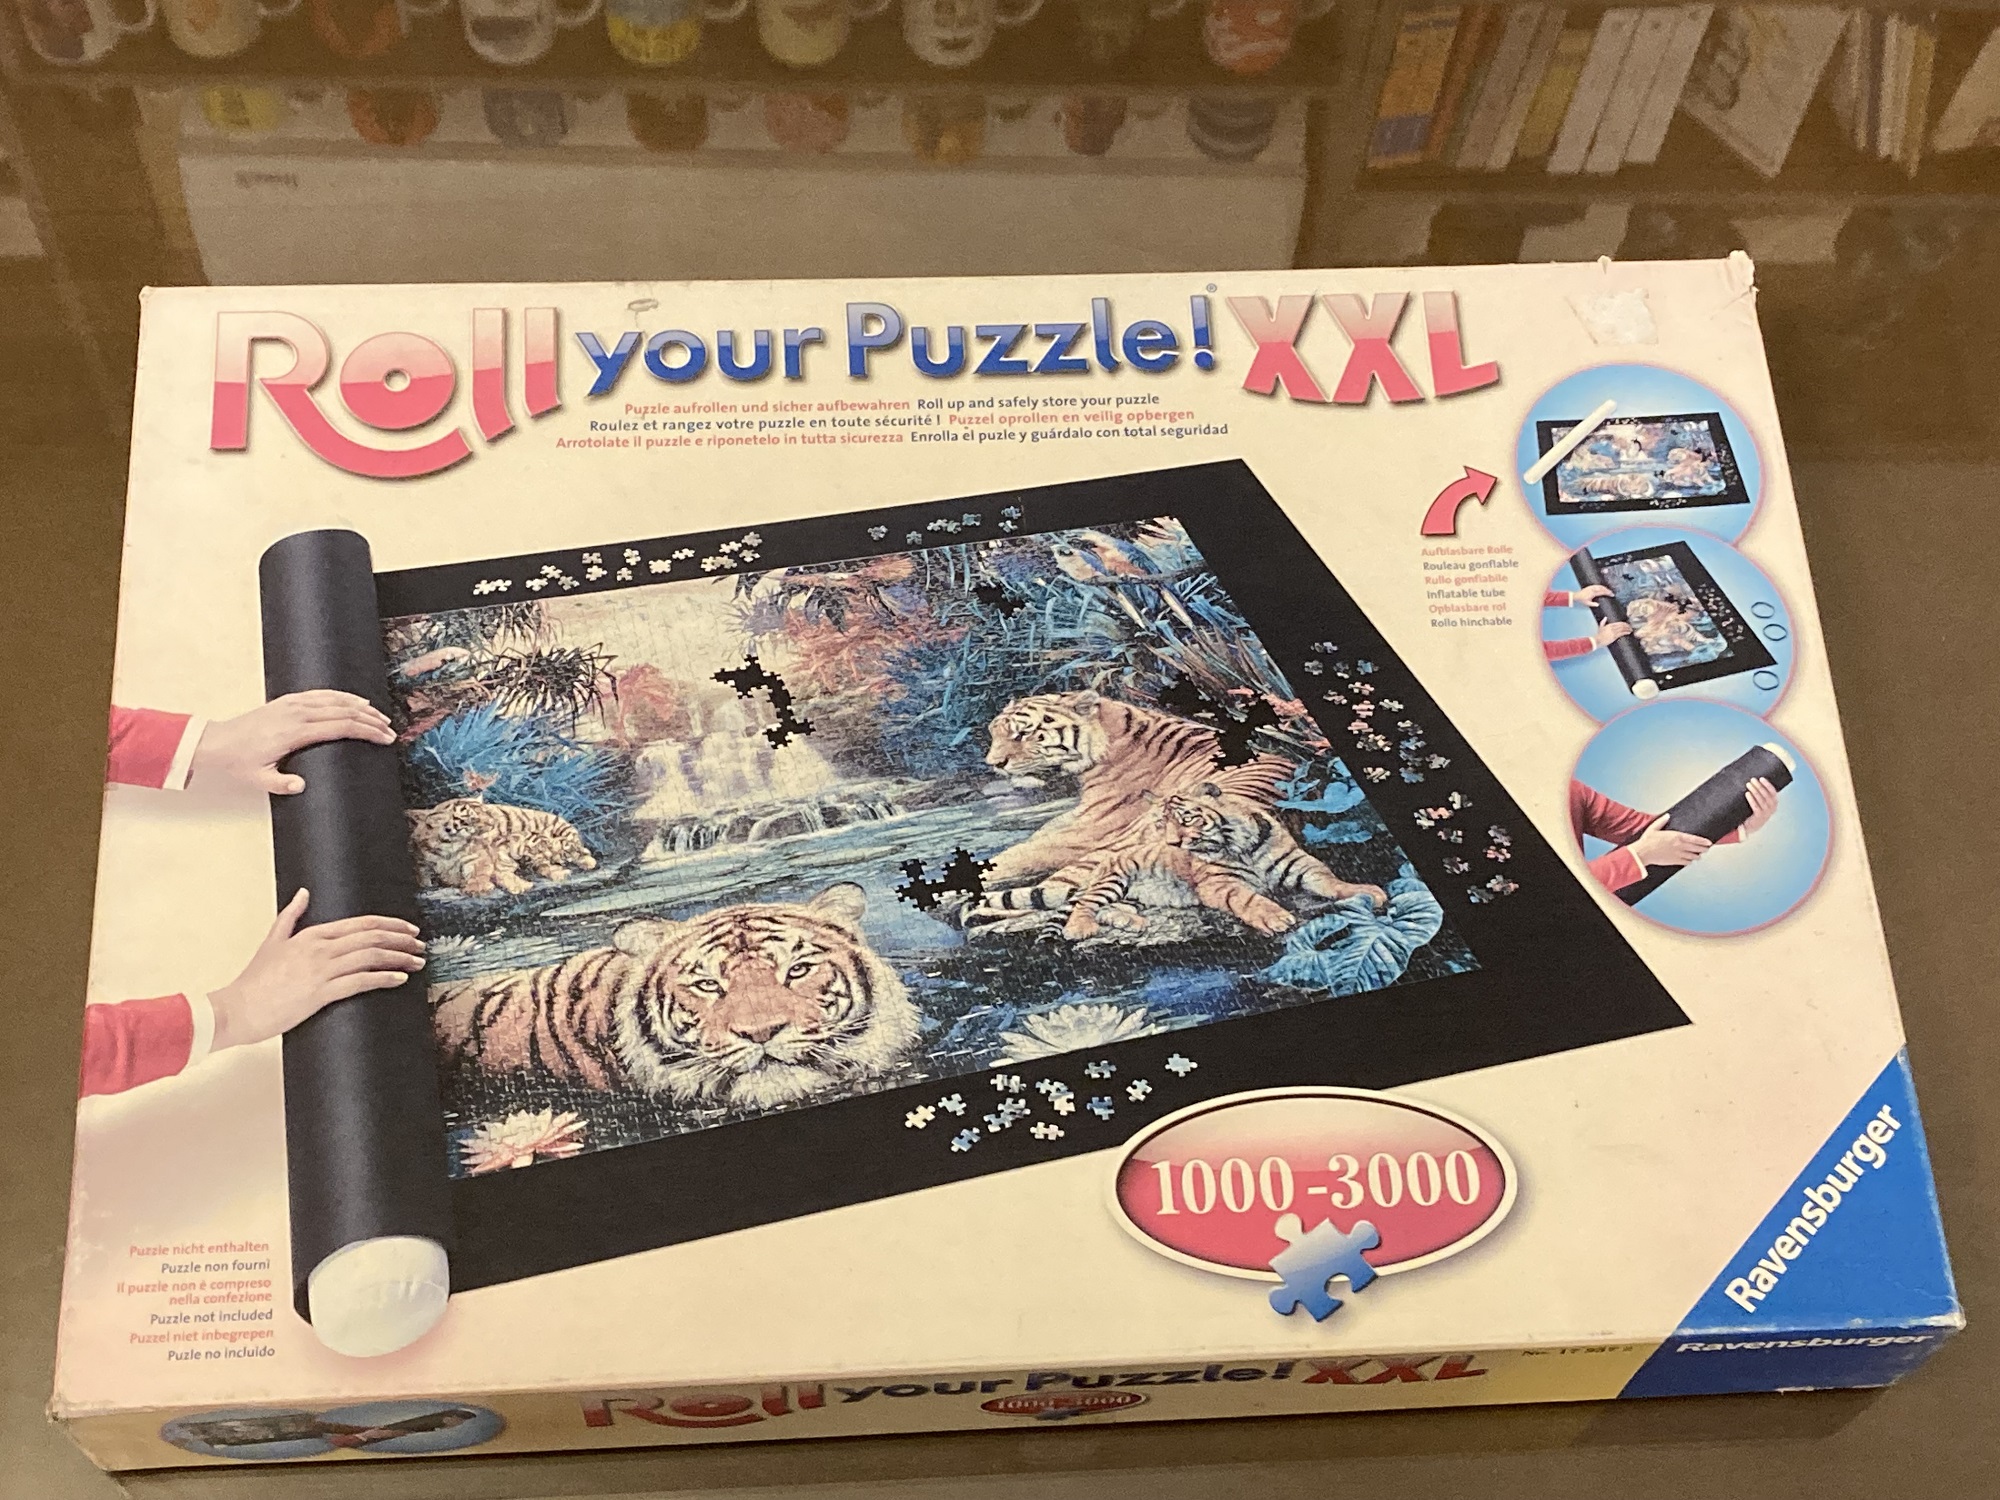 Roll your Puzzle!® XXL
Puzzle aufrollen und sicher aufbewahren Roll up and safely store your puzzle
Roulez et rangez votre puzzle en toute sécurité ! Puzzel oprollen en veilig opbergen
Arrotolate il puzzle e riponetelo in tutta sicurezza Enrolla el puzle y guárdalo con total seguridad
Aufblasbare Rolle
Rouleau gonflable
Rullo gonfiabile
Inflatable tube
Opblasbare rol
Rollo hinchable
1000-3000
Ravensburger
Puzzle nicht enthalten
Puzzle non fourni
Il puzzle non è compreso
nella confezione
Puzzle not included
Puzzel niet inbegrepen
Puzle no incluido
Roll your Puzzle! XXL
1000-3000
Ravensburger